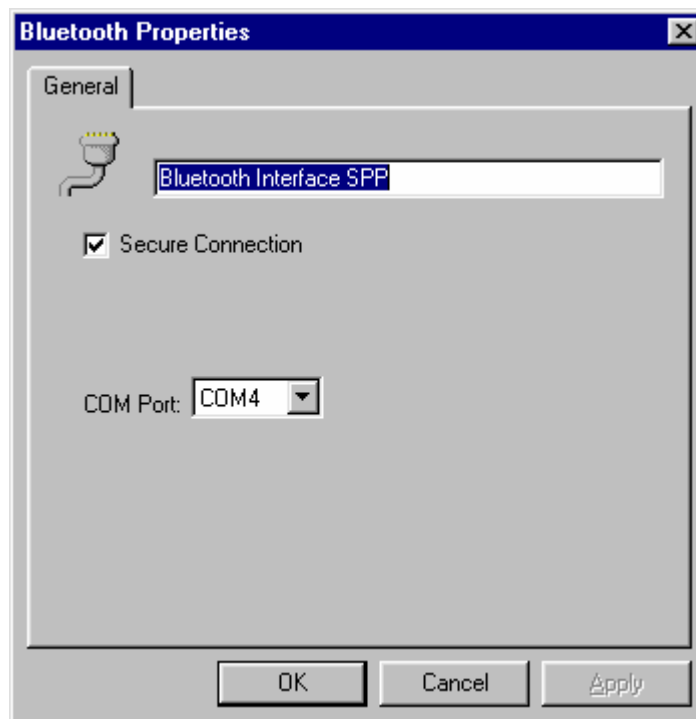 Bluetooth Properties
General
Bluetooth Interface SPP
Secure Connection
COM Port: COM4
OK Cancel Apply